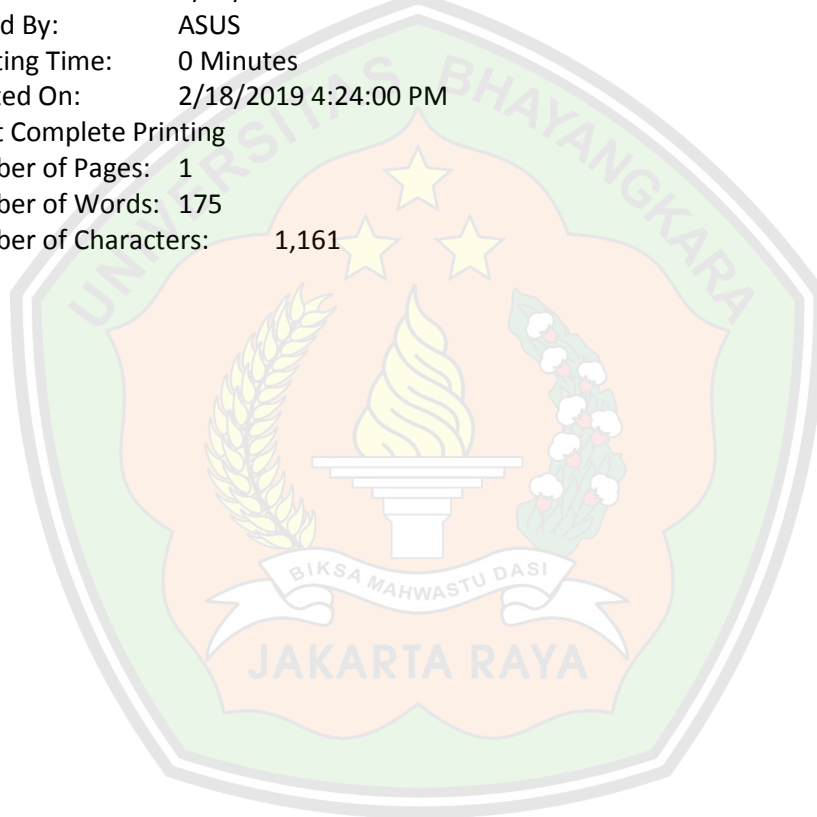 d By: ASUS
ting Time: 0 Minutes
ted On: 2/18/2019 4:24:00 PM
t Complete Printing
ber of Pages: 1
ber of Words: 175
ber of Characters: 1,161
UNIVERSITAS BHAYANGKARA
BIKSA MAHWASTU DASI
JAKARTA RAYA